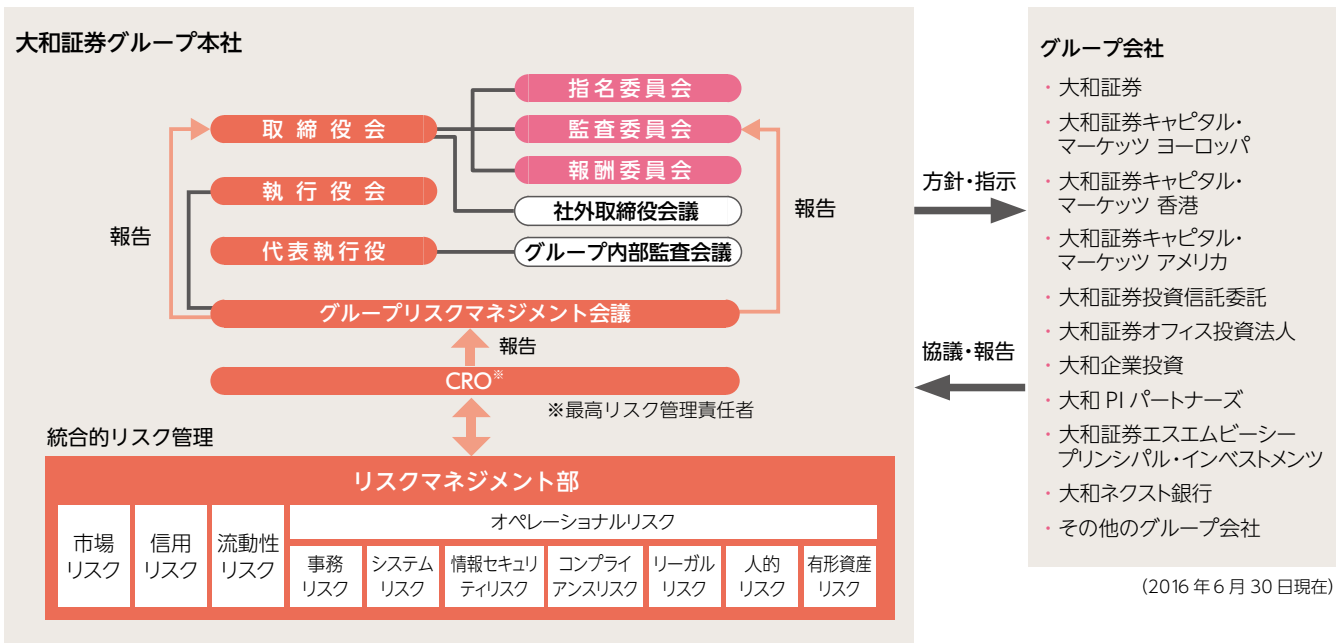 大和証券グループ本社
指名委員会
取締役会
監査委員会
報酬委員会
執行役会
社外取締役会議
報告
報告
代表執行役
グループ内部監査会議
グループリスクマネジメント会議
報告
CRO※
※最高リスク管理責任者
統合的リスク管理
リスクマネジメント部
市場
リスク
信用
リスク
流動性
リスク
オペレーショナルリスク
事務
リスク
システム
リスク
情報セキュリ
ティリスク
コンプライ
アンスリスク
リーガル
リスク
人的
リスク
有形資産
リスク
方針・指示
協議・報告
グループ会社
・大和証券
・大和証券キャピタル・
マーケッツ ヨーロッパ
・大和証券キャピタル・
マーケッツ 香港
・大和証券キャピタル・
マーケッツ アメリカ
・大和証券投資信託委託
・大和証券オフィス投資法人
・大和企業投資
・大和 PI パートナーズ
・大和証券エスエムビーシー
プリンシパル・インベストメンツ
・大和ネクスト銀行
・その他のグループ会社
(2016 年 6 月 30 日現在)